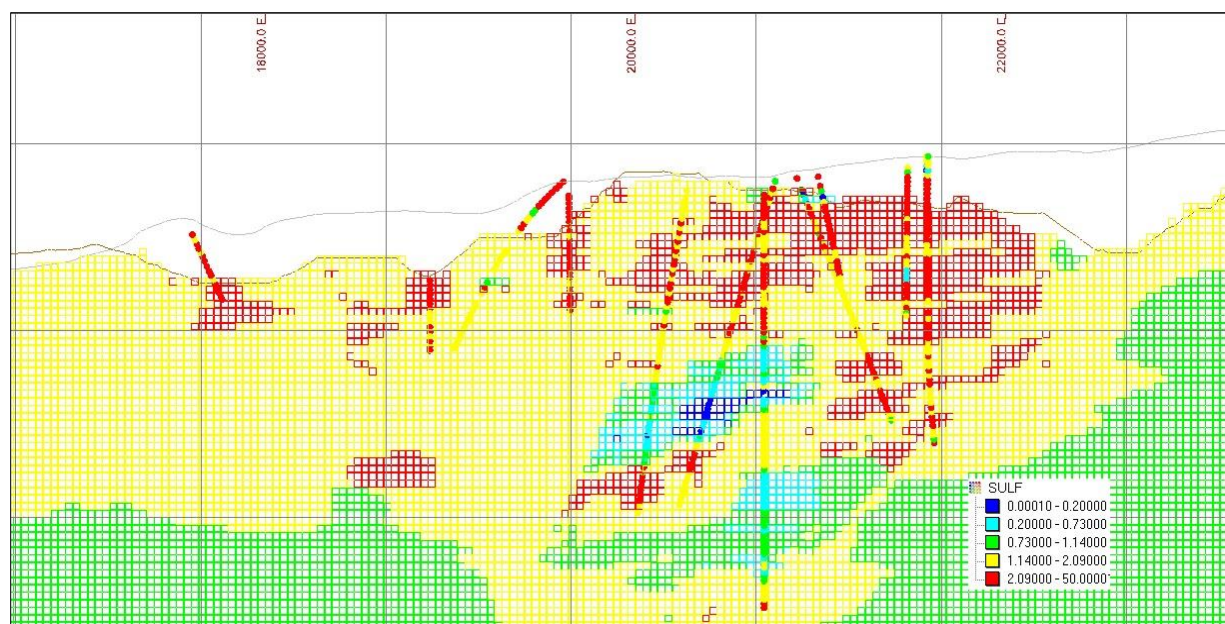 18000.0 E
20000.0 E
22000.0 E
SULF
0.00010 - 0.20000
0.20000 - 0.73000
0.73000 - 1.14000
1.14000 - 2.09000
2.09000 - 50.0000